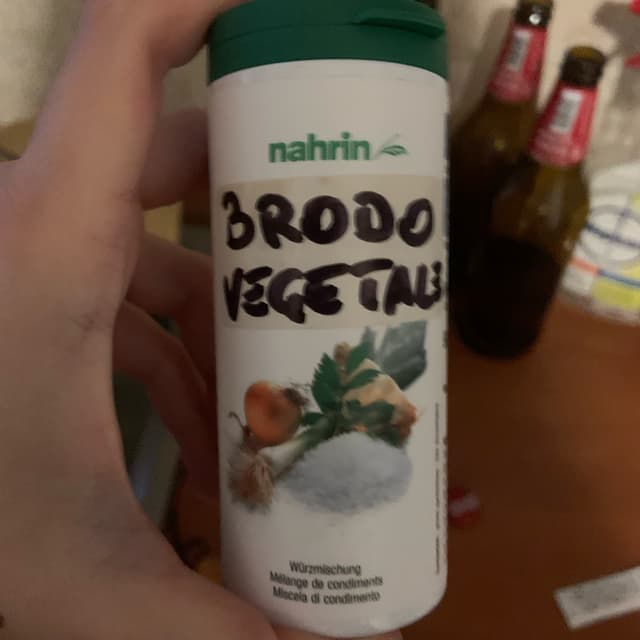 nahrin
BRODO
VEGETALE
Würzmischung
Mélange de condiments
Miscela di condimento